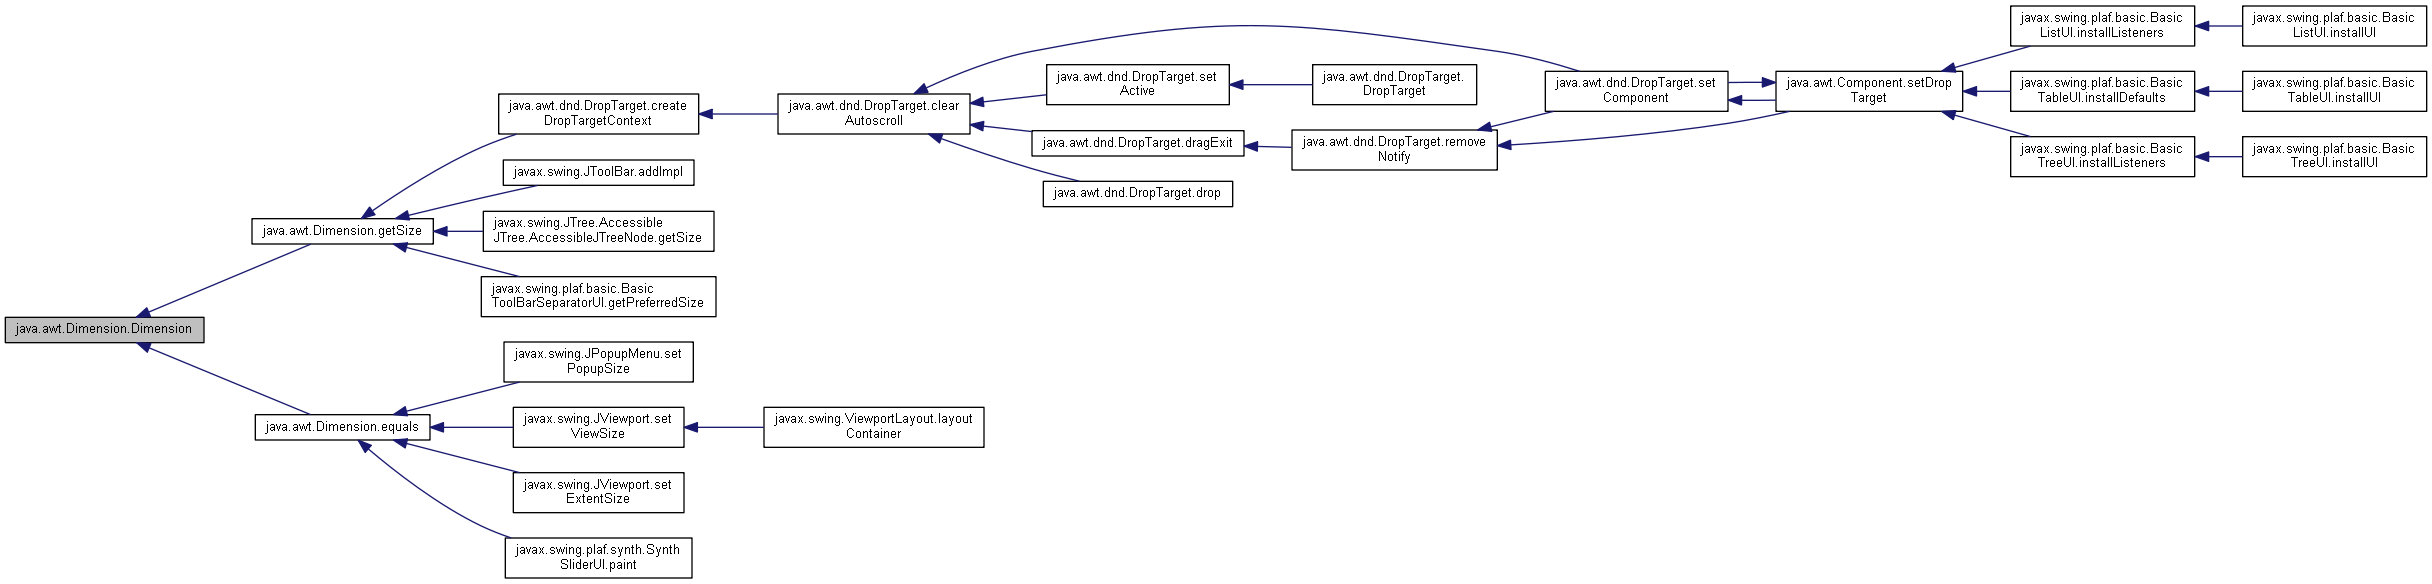 java.awt.Dimension.Dimension
java.awt.Dimension.getSize
java.awt.dnd.DropTarget.create
DropTargetContext
java.awt.dnd.DropTarget.clear
Autoscroll
java.awt.dnd.DropTarget.set
Component
java.awt.Component.setDrop
Target
javax.swing.plaf.basic.Basic
ListUI.installListeners
javax.swing.plaf.basic.Basic
ListUI.installUI
javax.swing.plaf.basic.Basic
TableUI.installDefaults
javax.swing.plaf.basic.Basic
TableUI.installUI
javax.swing.plaf.basic.Basic
TreeUI.installListeners
javax.swing.plaf.basic.Basic
TreeUI.installUI
java.awt.dnd.DropTarget.set
Active
java.awt.dnd.DropTarget.
DropTarget
java.awt.dnd.DropTarget.dragExit
java.awt.dnd.DropTarget.remove
Notify
java.awt.dnd.DropTarget.drop
javax.swing.JToolBar.addImpl
javax.swing.JTree.Accessible
JTree.AccessibleJTreeNode.getSize
javax.swing.plaf.basic.Basic
ToolBarSeparatorUI.getPreferredSize
java.awt.Dimension.equals
javax.swing.JPopupMenu.set
PopupSize
javax.swing.JViewport.set
ViewSize
javax.swing.ViewportLayout.layout
Container
javax.swing.JViewport.set
ExtentSize
javax.swing.plaf.synth.Synth
SliderUI.paint